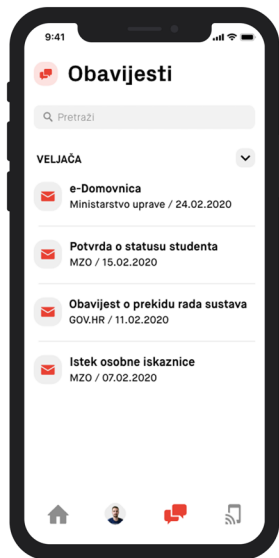 9:41
Obavijesti
Pretraži
VELJAČA
e-Domovnica
Ministarstvo uprave / 24.02.2020
Potvrda o statusu studenta
MZO / 15.02.2020
Obavijest o prekidu rada sustava
GOV.HR / 11.02.2020
Istek osobne iskaznice
MZO / 07.02.2020